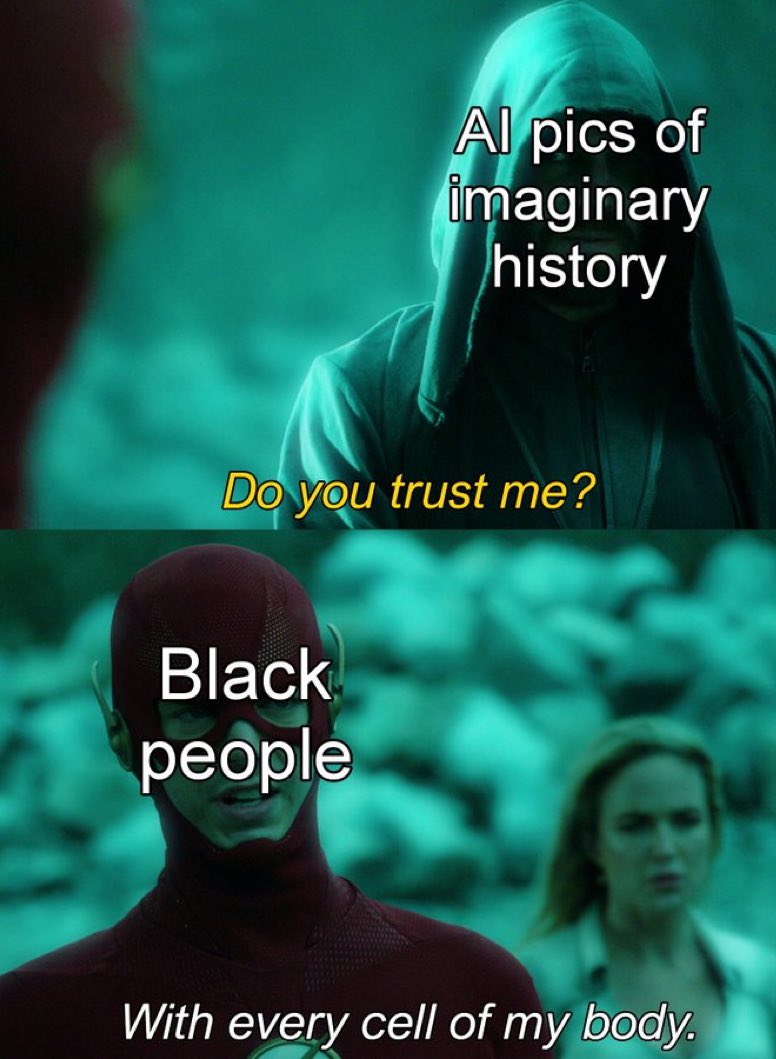 AI pics of
imaginary
history
Do you trust me?
Black
people
With every cell of my body.